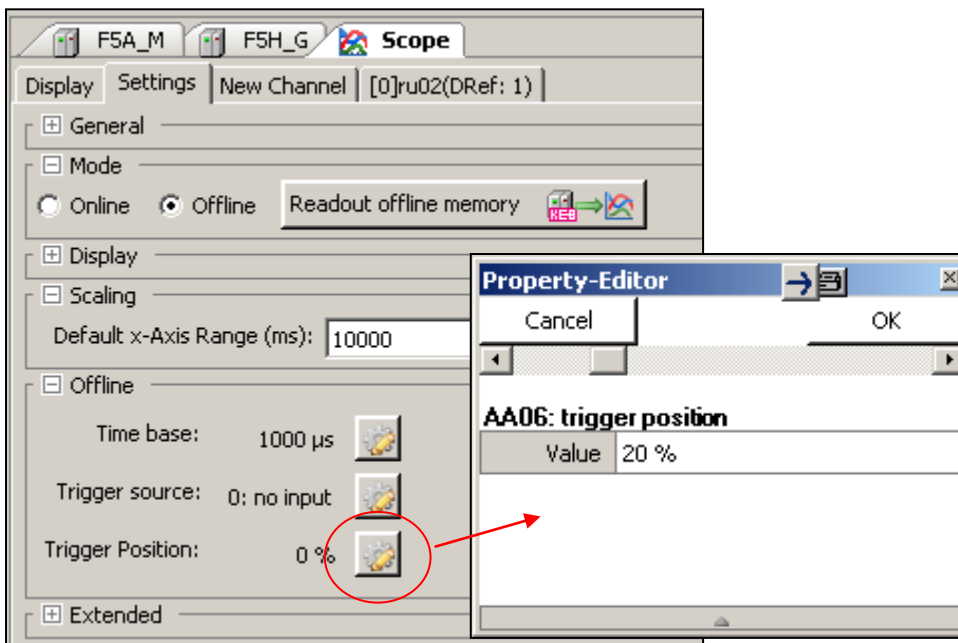 F5A_M F5H_G Scope
Display Settings New Channel [0]ru02(DRef: 1)
General
Mode
Online Offline Readout offline memory KEB
Display
Scaling
Default x-Axis Range (ms): 10000
Offline
Time base: 1000 µs
Trigger source: 0: no input
Trigger Position: 0 %
Extended
Property-Editor
Cancel OK
AA06: trigger position
Value 20 %